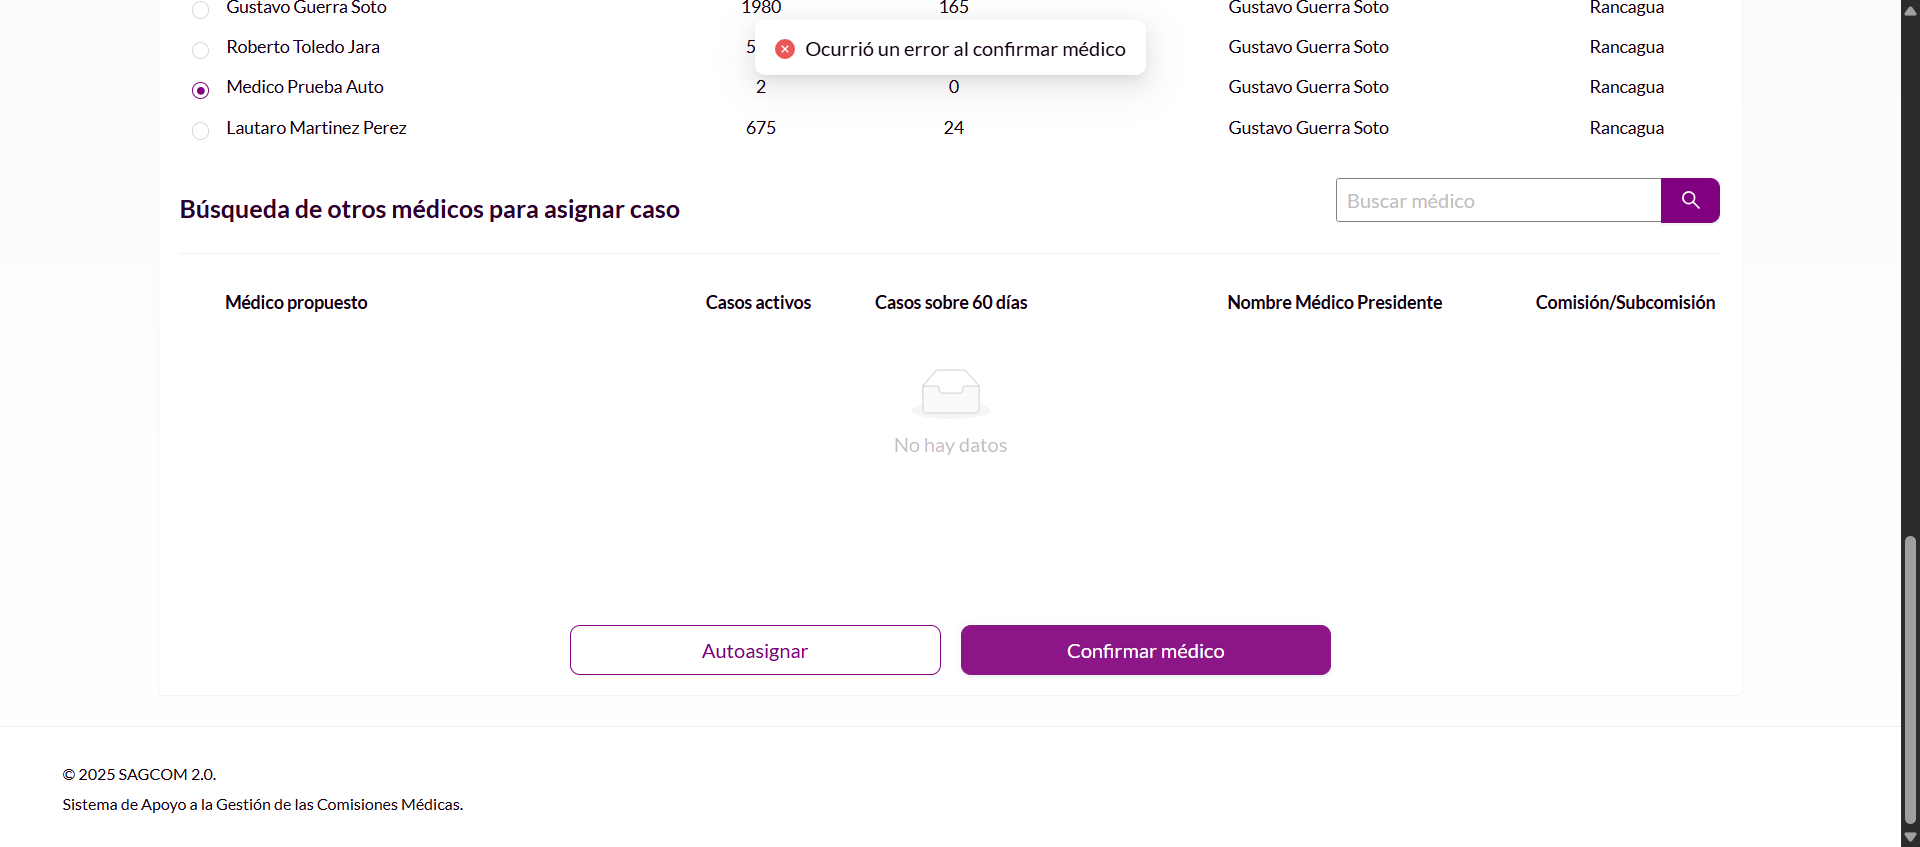 Gustavo Guerra Soto 1980 165 Gustavo Guerra Soto Rancagua
Ocurrió un error al confirmar médico
Roberto Toledo Jara 5 Gustavo Guerra Soto Rancagua
Medico Prueba Auto 2 0 Gustavo Guerra Soto Rancagua
Lautaro Martinez Perez 675 24 Gustavo Guerra Soto Rancagua
Búsqueda de otros médicos para asignar caso
Buscar médico
Médico propuesto Casos activos Casos sobre 60 días Nombre Médico Presidente Comisión/Subcomisión
No hay datos
Autoasignar Confirmar médico
© 2025 SAGCOM 2.0.
Sistema de Apoyo a la Gestión de las Comisiones Médicas.